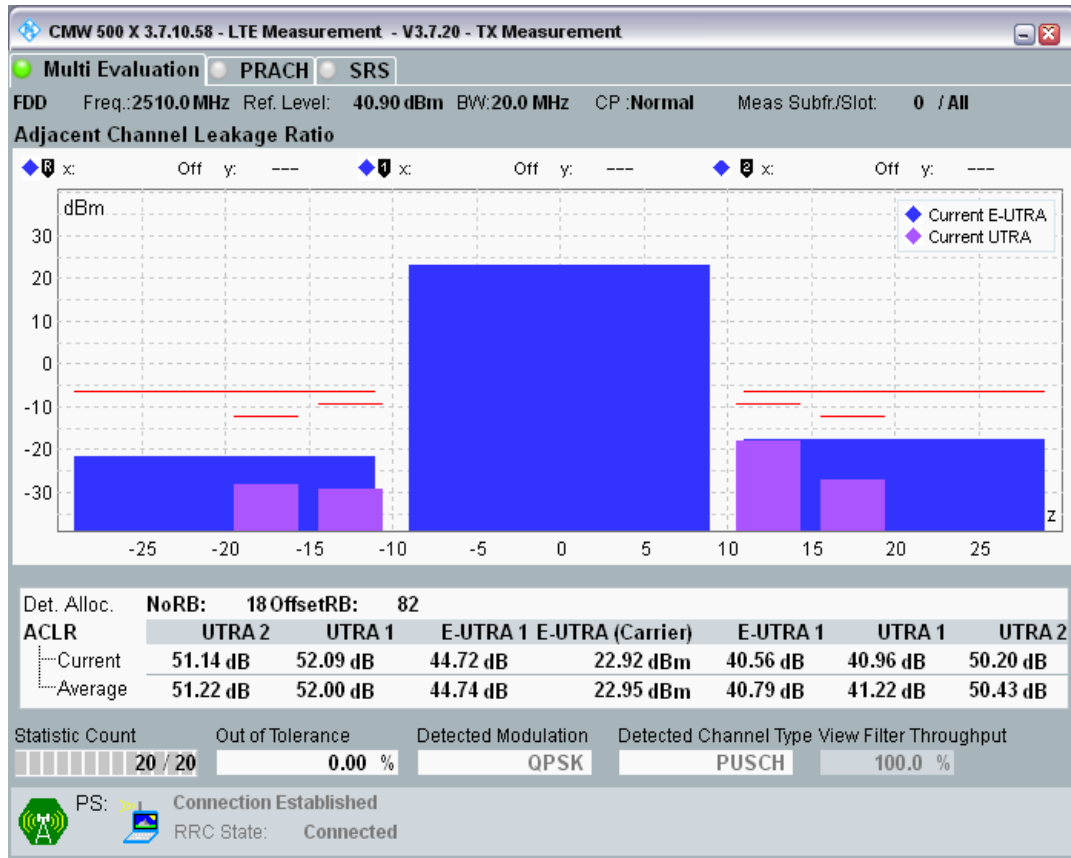 CMW 500 X 3.7.10.58 - LTE Measurement - V3.7.20 - TX Measurement
Multi Evaluation PRACH SRS
FDD Freq.:2510.0 MHz Ref. Level: 40.90 dBm BW:20.0 MHz CP :Normal Meas Subfr./Slot: 0 / All
Adjacent Channel Leakage Ratio
R x: Off y: --- 1 x: Off y: --- 2 x: Off y: ---
dBm
Current E-UTRA
Current UTRA
30
20
10
0
-10
-20
-30
z
-25 -20 -15 -10 -5 0 5 10 15 20 25
Det. Alloc. NoRB: 18 OffsetRB: 82
ACLR UTRA 2 UTRA 1 E-UTRA 1 E-UTRA (Carrier) E-UTRA 1 UTRA 1 UTRA 2
Current 51.14 dB 52.09 dB 44.72 dB 22.92 dBm 40.56 dB 40.96 dB 50.20 dB
Average 51.22 dB 52.00 dB 44.74 dB 22.95 dBm 40.79 dB 41.22 dB 50.43 dB
Statistic Count Out of Tolerance Detected Modulation Detected Channel Type View Filter Throughput
20 / 20 0.00 % QPSK PUSCH 100.0 %
PS: Connection Established
RRC State: Connected